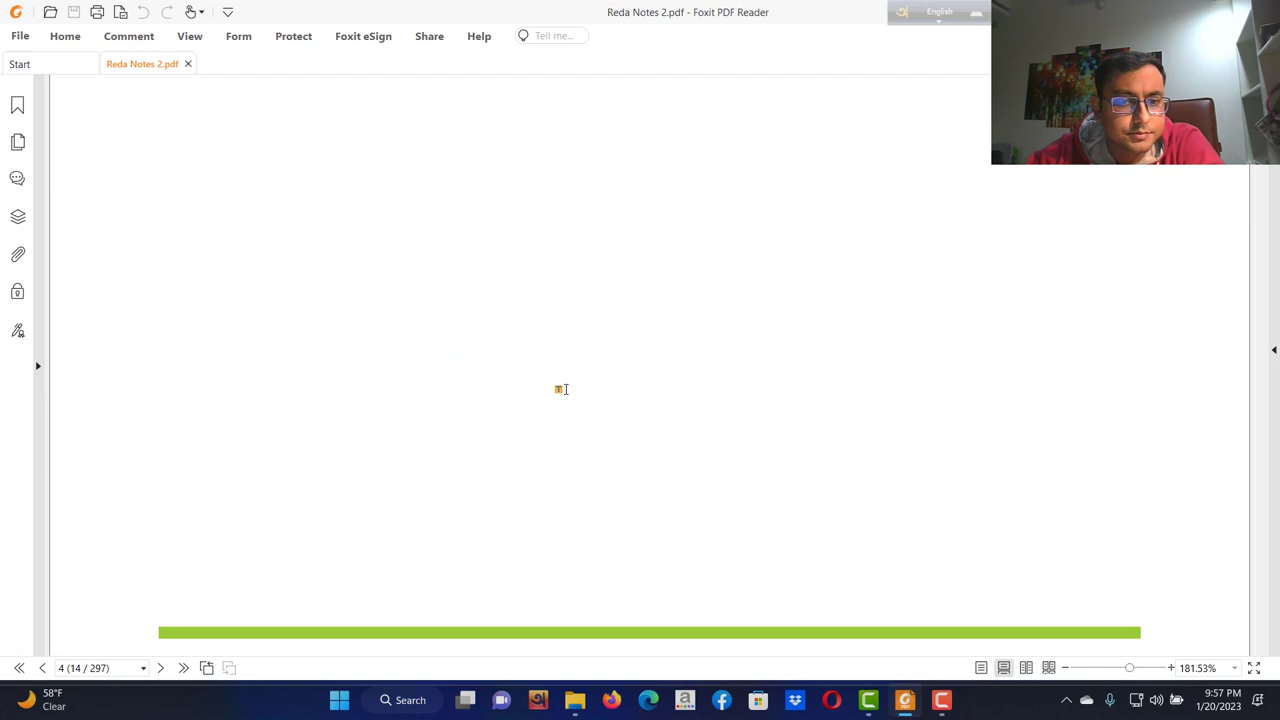 Reda Notes 2.pdf - Foxit PDF Reader
অ English
File Home Comment View Form Protect Foxit eSign Share Help Tell me...
Start Reda Notes 2.pdf
4 (14 / 297)
181.53%
58°F
Clear
Search
9:57 PM
1/20/2023